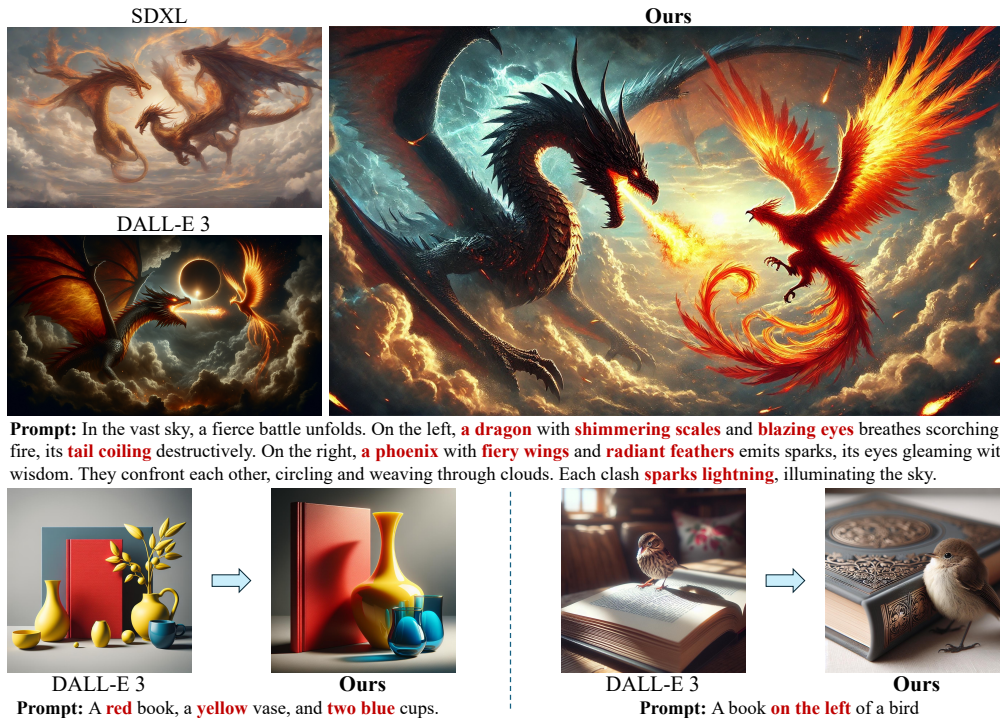 SDXL
Ours
DALL-E 3
Prompt: In the vast sky, a fierce battle unfolds. On the left, a dragon with shimmering scales and blazing eyes breathes scorching
fire, its tail coiling destructively. On the right, a phoenix with fiery wings and radiant feathers emits sparks, its eyes gleaming
wisdom. They confront each other, circling and weaving through clouds. Each clash sparks lightning, illuminating the sky.
DALL-E 3
Ours
DALL-E 3
Ours
Prompt: A red book, a yellow vase, and two blue cups.
Prompt: A book on the left of a bird